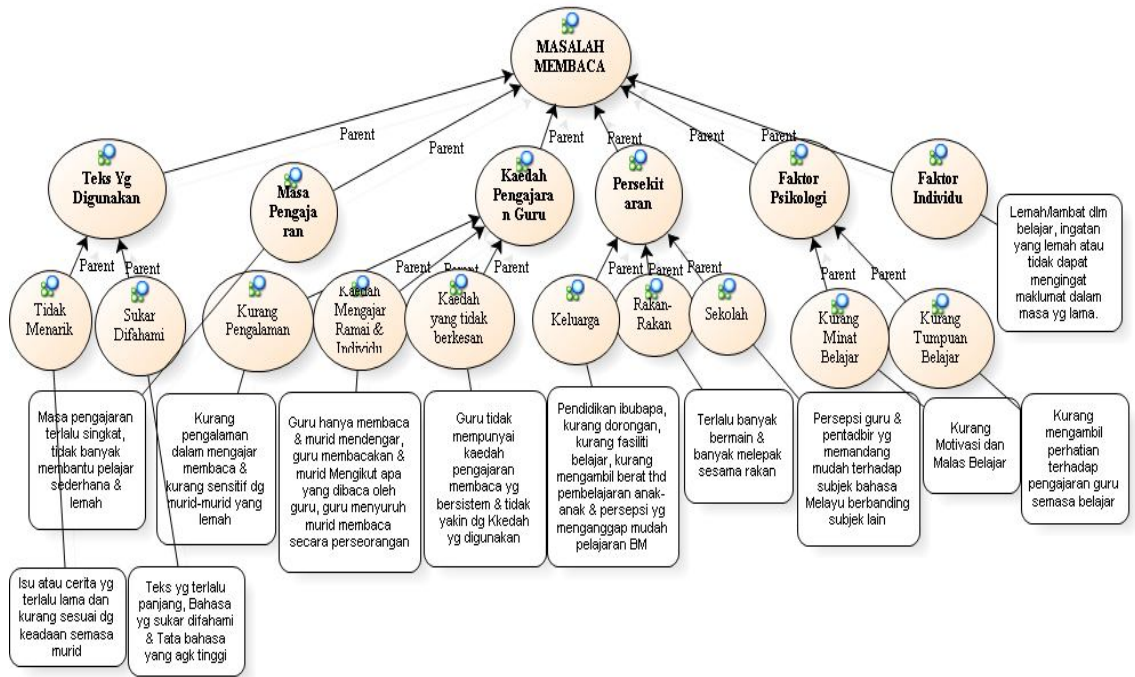 MASALAH
MEMBACA
Parent
Parent
Parent
Parent
Parent
Parent
Teks Yg
Digunakan
Masa
Pengaja
ran
Kaedah
Pengajara
n Guru
Persekit
aran
Faktor
Psikologi
Faktor
Individu
Lemah/lambat dlm
belajar, ingatan
yang lemah atau
tidak dapat
mengingat
maklumat dalam
masa yg lama.
Parent
Parent
Parent
Parent
Parent
Parent
Parent
Parent
Parent
Parent
Tidak
Menarik
Sukar
Difahami
Kurang
Pengalaman
Kaedah
Mengajar
Ramai &
Individu
Kaedah
yang tidak
berkesan
Keluarga
Rakan-
Rakan
Sekolah
Kurang
Minat
Belajar
Kurang
Tumpuan
Belajar
Masa pengajaran
terlalu singkat,
tidak banyak
membantu pelajar
sederhana &
lemah
Kurang
pengalaman
dalam mengajar
membaca &
kurang sensitif dg
murid-murid yang
lemah
Guru hanya membaca
& murid mendengar,
guru membacakan &
murid Mengikut apa
yang dibaca oleh
guru, guru menyuruh
murid membaca
secara perseorangan
Guru tidak
mempunyai
kaedah
pengajaran
membaca yg
bersistem & tidak
yakin dg Kkedah
yg digunakan
Pendidikan ibubapa,
kurang dorongan,
kurang fasiliti
belajar, kurang
mengambil berat thd
pembelajaran anak-
anak & persepsi yg
menganggap mudah
pelajaran BM
Terlalu banyak
bermain &
banyak melepak
sesama rakan
Persepsi guru &
pentadbir yg
memandang
mudah terhadap
subjek bahasa
Melayu berbanding
subjek lain
Kurang
Motivasi dan
Malas Belajar
Kurang
mengambil
perhatian
terhadap
pengajaran guru
semasa belajar
Isu atau cerita yg
terlalu lama dan
kurang sesuai dg
keadaan semasa
murid
Teks yg terlalu
panjang, Bahasa
yg sukar difahami
& Tata bahasa
yang agk tinggi